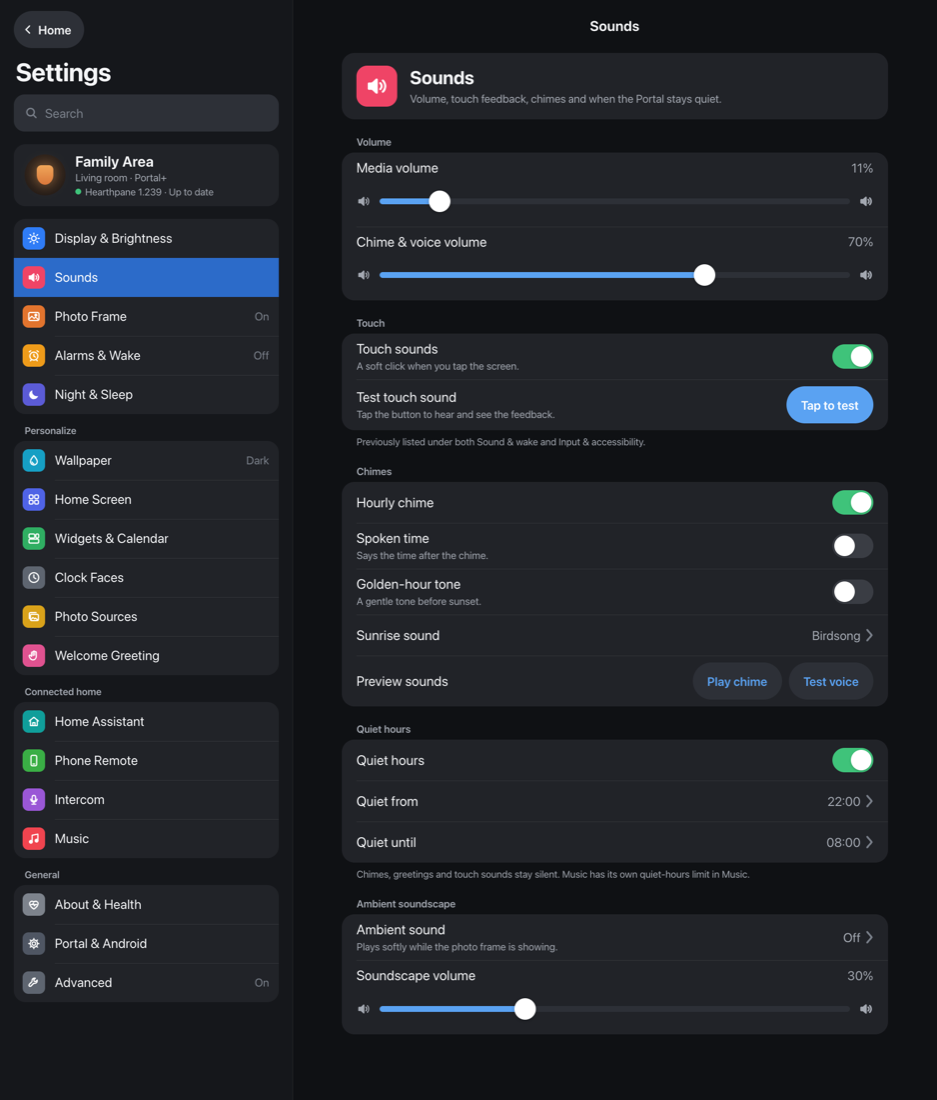 Home
Settings
Search
Family Area
Living room · Portal+
Hearthpane 1.239 · Up to date
Display & Brightness
Sounds
Photo Frame On
Alarms & Wake Off
Night & Sleep
Personalize
Wallpaper Dark
Home Screen
Widgets & Calendar
Clock Faces
Photo Sources
Welcome Greeting
Connected home
Home Assistant
Phone Remote
Intercom
Music
General
About & Health
Portal & Android
Advanced On
Sounds
Sounds
Volume, touch feedback, chimes and when the Portal stays quiet.
Volume
Media volume 11%
Chime & voice volume 70%
Touch
Touch sounds
A soft click when you tap the screen.
Test touch sound
Tap the button to hear and see the feedback.
Tap to test
Previously listed under both Sound & wake and Input & accessibility.
Chimes
Hourly chime
Spoken time
Says the time after the chime.
Golden-hour tone
A gentle tone before sunset.
Sunrise sound Birdsong
Preview sounds Play chime Test voice
Quiet hours
Quiet hours
Quiet from 22:00
Quiet until 08:00
Chimes, greetings and touch sounds stay silent. Music has its own quiet-hours limit in Music.
Ambient soundscape
Ambient sound
Plays softly while the photo frame is showing.
Off
Soundscape volume 30%